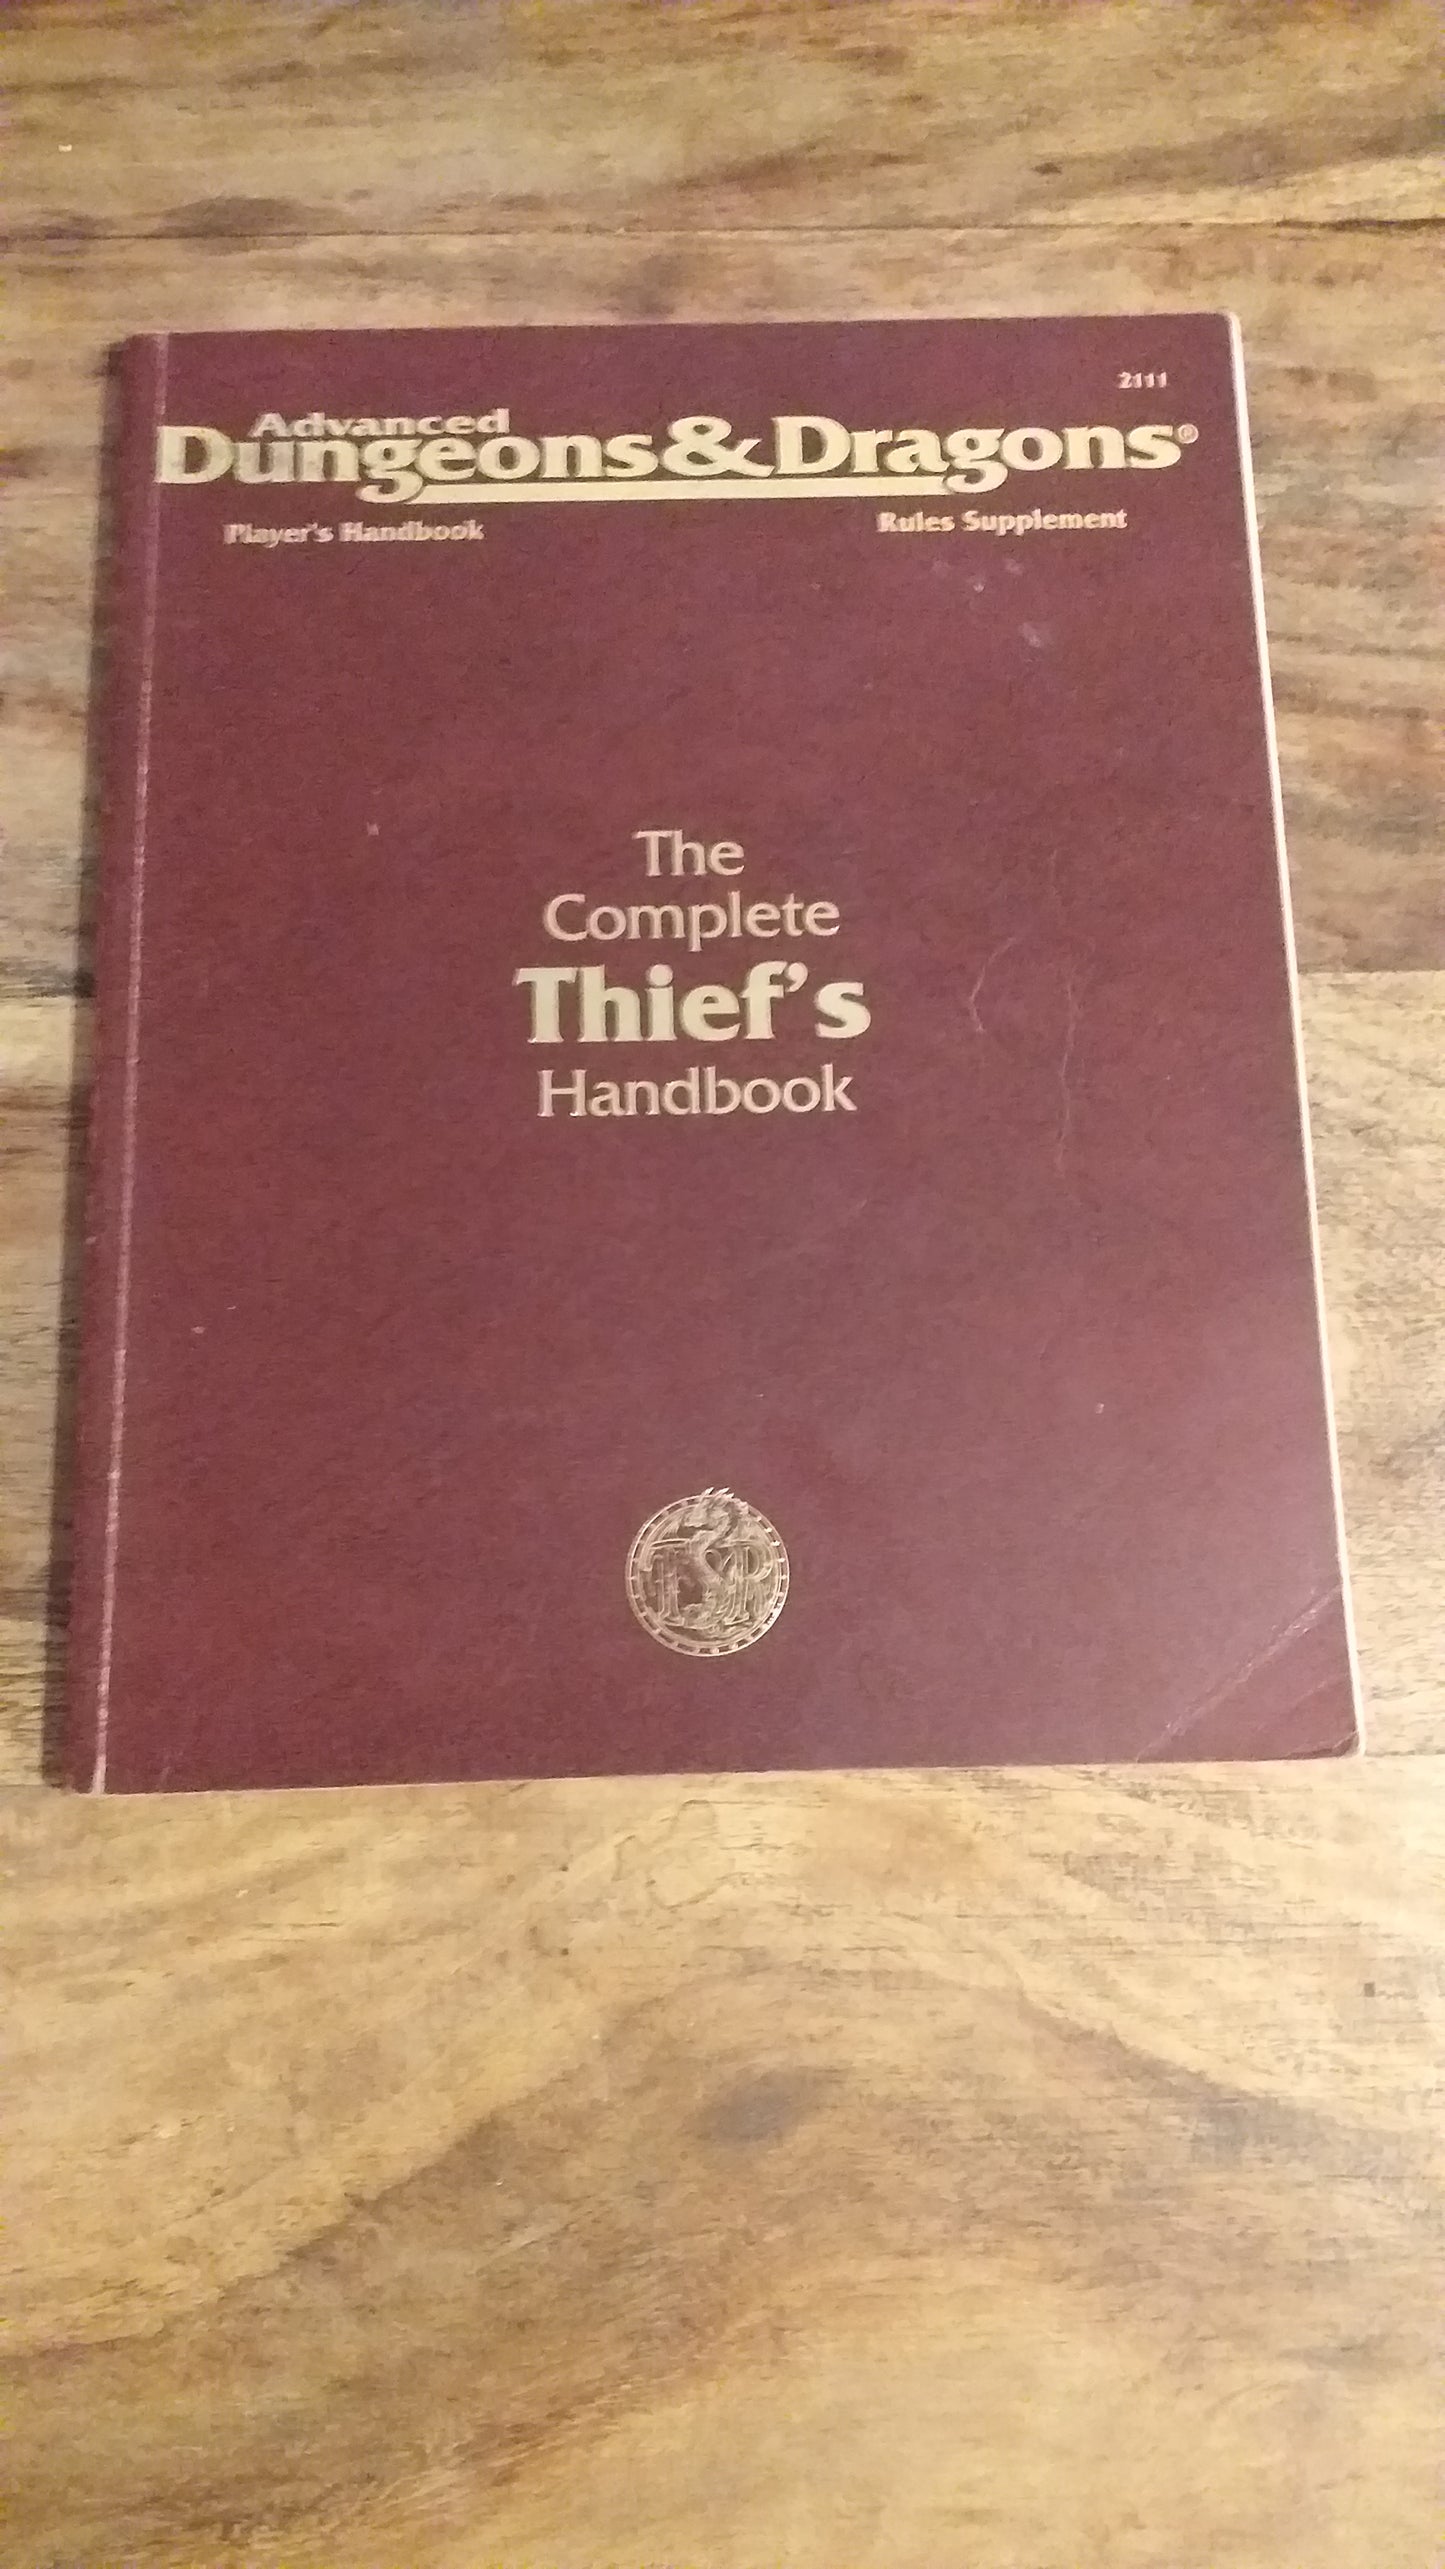 2111
Advanced
Dungeons & Dragons®
Player's Handbook
Rules Supplement
The
Complete
Thief's
Handbook
TSR